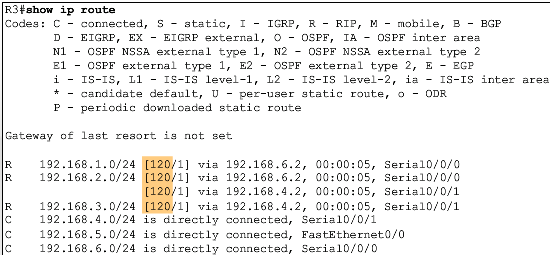 R3#show ip route
Codes: C - connected, S - static, I - IGRP, R - RIP, M - mobile, B - BGP
D - EIGRP, EX - EIGRP external, O - OSPF, IA - OSPF inter area
N1 - OSPF NSSA external type 1, N2 - OSPF NSSA external type 2
E1 - OSPF external type 1, E2 - OSPF external type 2, E - EGP
i - IS-IS, L1 - IS-IS level-1, L2 - IS-IS level-2, ia - IS-IS inter area
* - candidate default, U - per-user static route, o - ODR
P - periodic downloaded static route
Gateway of last resort is not set
R 192.168.1.0/24 [120/1] via 192.168.6.2, 00:00:05, Serial0/0/0
R 192.168.2.0/24 [120/1] via 192.168.6.2, 00:00:05, Serial0/0/0
[120/1] via 192.168.4.2, 00:00:05, Serial0/0/1
R 192.168.3.0/24 [120/1] via 192.168.4.2, 00:00:05, Serial0/0/1
C 192.168.4.0/24 is directly connected, Serial0/0/1
C 192.168.5.0/24 is directly connected, FastEthernet0/0
C 192.168.6.0/24 is directly connected, Serial0/0/0